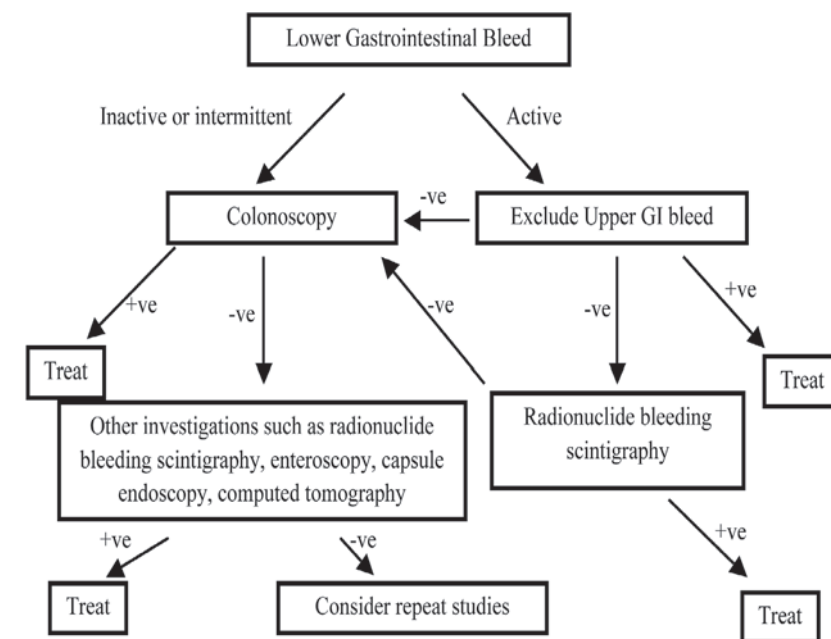 Lower Gastrointestinal Bleed
Inactive or intermittent
Active
Colonoscopy
-ve
Exclude Upper GI bleed
+ve
-ve
-ve
-ve
+ve
Treat
Treat
Other investigations such as radionuclide
bleeding scintigraphy, enteroscopy, capsule
endoscopy, computed tomography
Radionuclide bleeding
scintigraphy
+ve
-ve
+ve
Treat
Consider repeat studies
Treat